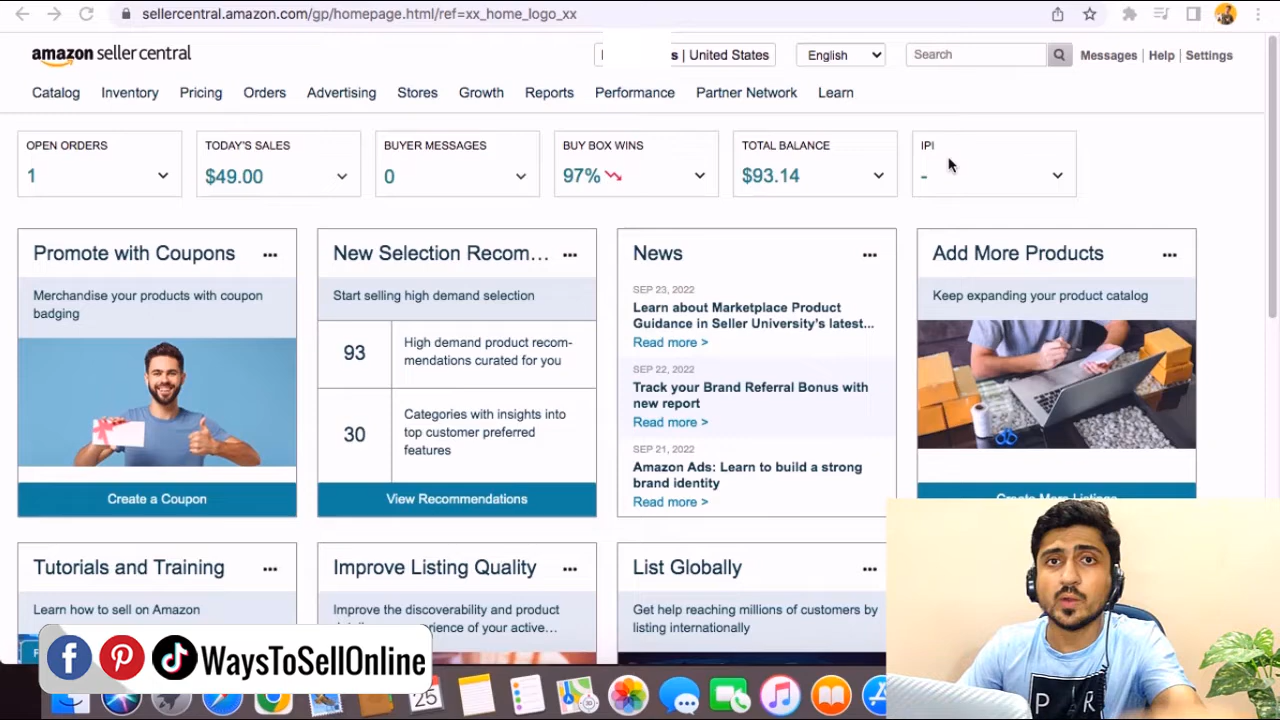 sellercentral.amazon.com/gp/homepage.html/ref=xx_home_logo_xx
amazon seller central
s | United States
English
Search
Messages | Help | Settings
Catalog Inventory Pricing Orders Advertising Stores Growth Reports Performance Partner Network Learn
OPEN ORDERS
1
TODAY'S SALES
$49.00
BUYER MESSAGES
0
BUY BOX WINS
97%
TOTAL BALANCE
$93.14
IPI
-
Promote with Coupons
Merchandise your products with coupon
badging
Create a Coupon
New Selection Recom...
Start selling high demand selection
93
High demand product recom-
mendations curated for you
30
Categories with insights into
top customer preferred
features
View Recommendations
News
SEP 23, 2022
Learn about Marketplace Product
Guidance in Seller University's latest...
Read more >
SEP 22, 2022
Track your Brand Referral Bonus with
new report
Read more >
SEP 21, 2022
Amazon Ads: Learn to build a strong
brand identity
Read more >
Add More Products
Keep expanding your product catalog
Create More Listings
Tutorials and Training
Learn how to sell on Amazon
Improve Listing Quality
Improve the discoverability and product
experience of your active...
List Globally
Get help reaching millions of customers by
listing internationally
WaysToSellOnline
25